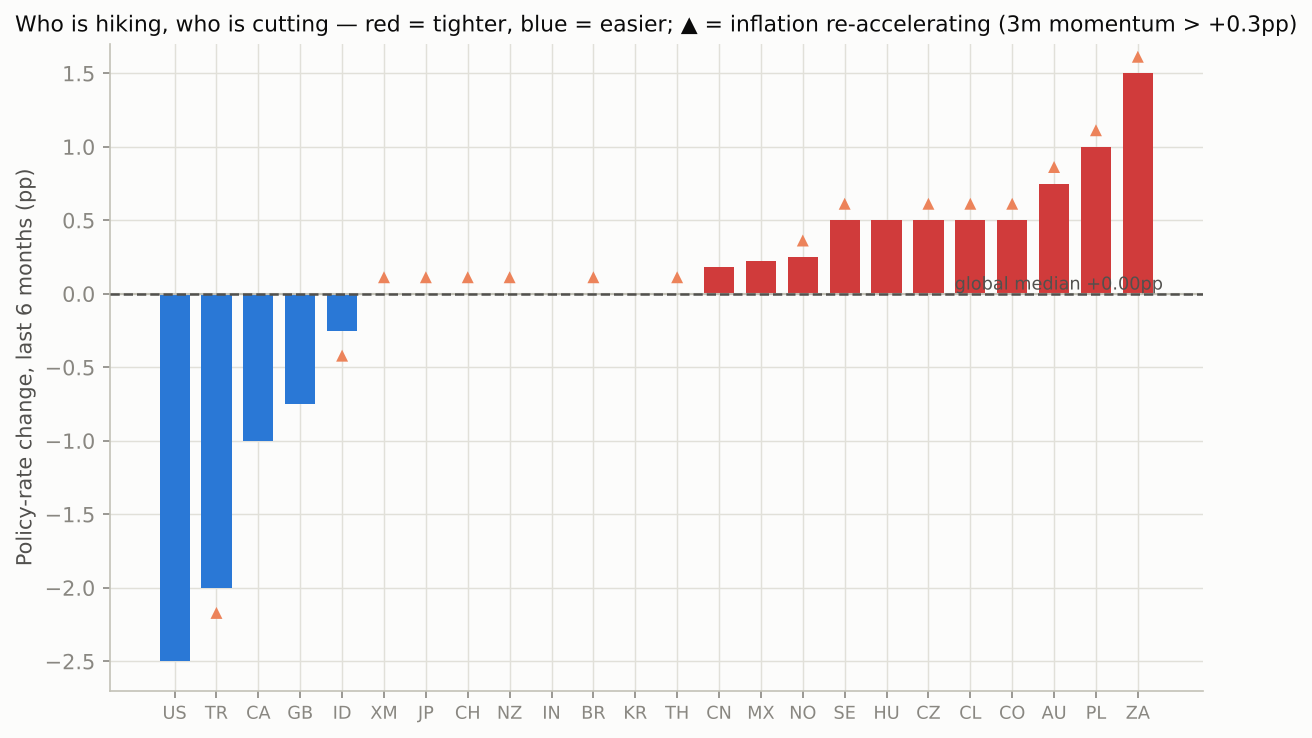 Who is hiking, who is cutting — red = tighter, blue = easier; ▲ = inflation re-accelerating (3m momentum > +0.3pp)
Policy-rate change, last 6 months (pp)
1.5
1.0
0.5
0.0
−0.5
−1.0
−1.5
−2.0
−2.5
global median +0.00pp
US TR CA GB ID XM JP CH NZ IN BR KR TH CN MX NO SE HU CZ CL CO AU PL ZA